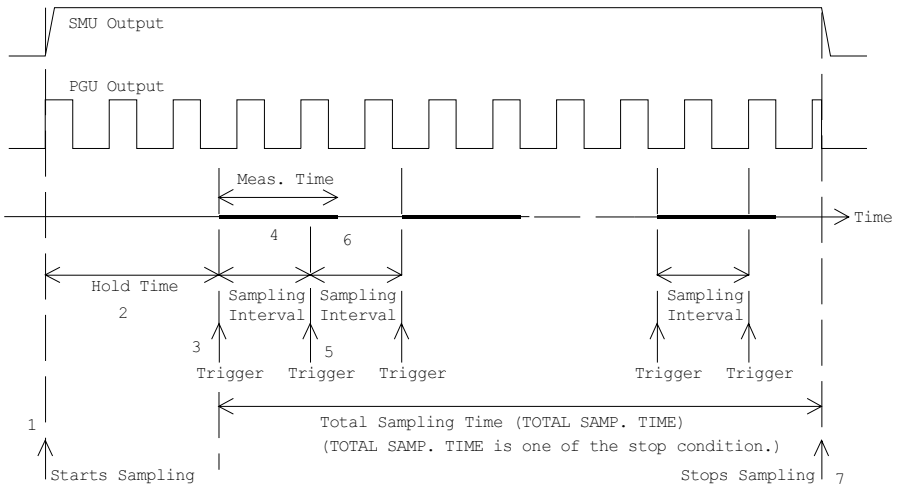 SMU Output
PGU Output
Meas. Time
Time
4
6
Hold Time
2
Sampling Interval
Sampling Interval
Sampling Interval
3
5
Trigger
Trigger
Trigger
Trigger
Trigger
Total Sampling Time (TOTAL SAMP. TIME)
(TOTAL SAMP. TIME is one of the stop condition.)
1
Starts Sampling
Stops Sampling
7